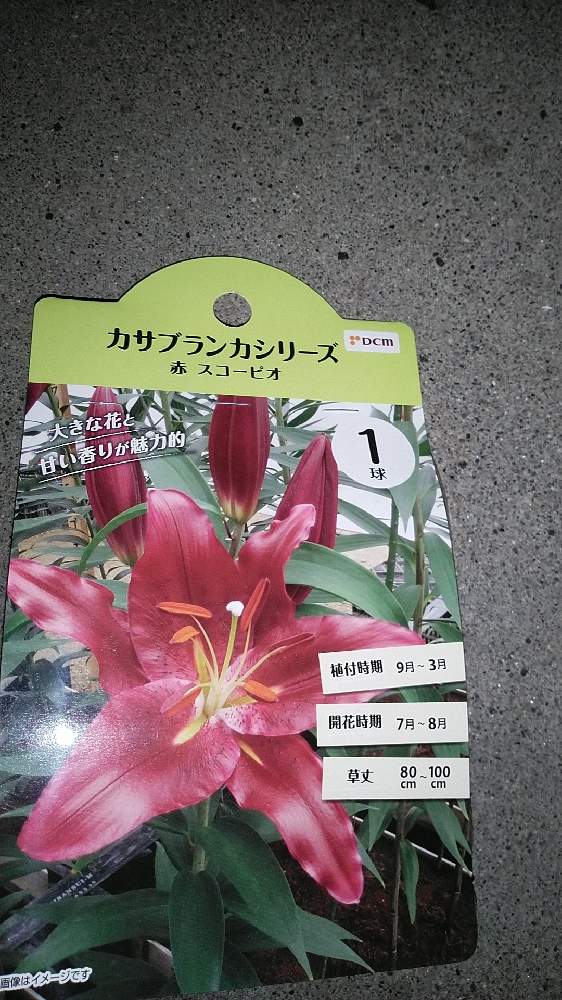 カサブランカシリーズ
DCM
赤 スコーピオ
大きな花と
甘い香りが魅力的
1
球
植付時期 9月~3月
開花時期 7月~8月
草丈 80cm~100cm
画像はイメージです